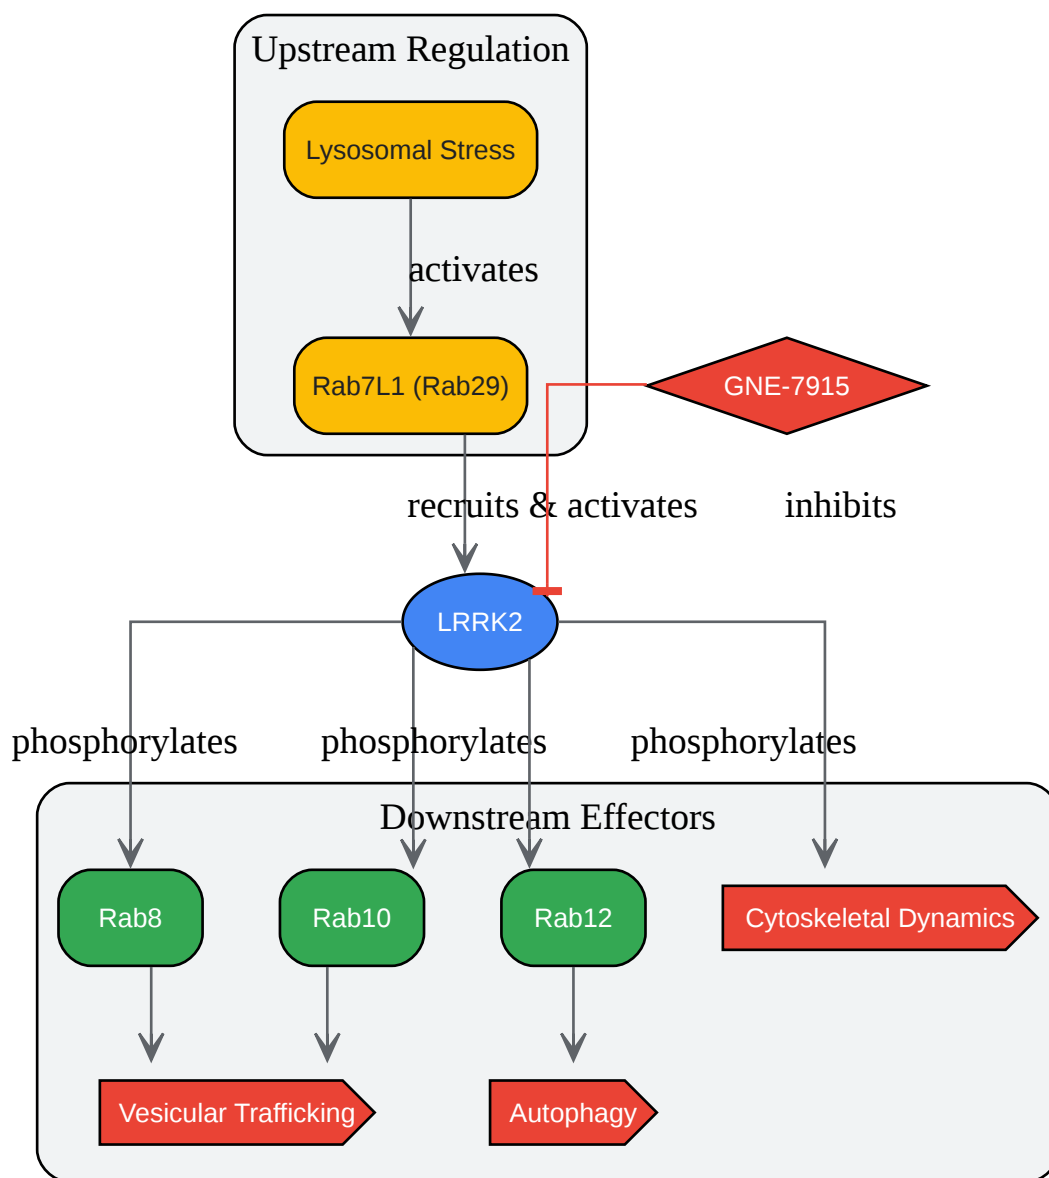 Upstream Regulation
Lysosomal Stress
activates
Rab7L1 (Rab29)
GNE-7915
recruits & activates
inhibits
LRRK2
phosphorylates
phosphorylates
phosphorylates
Downstream Effectors
Rab8
Rab10
Rab12
Cytoskeletal Dynamics
Vesicular Trafficking
Autophagy